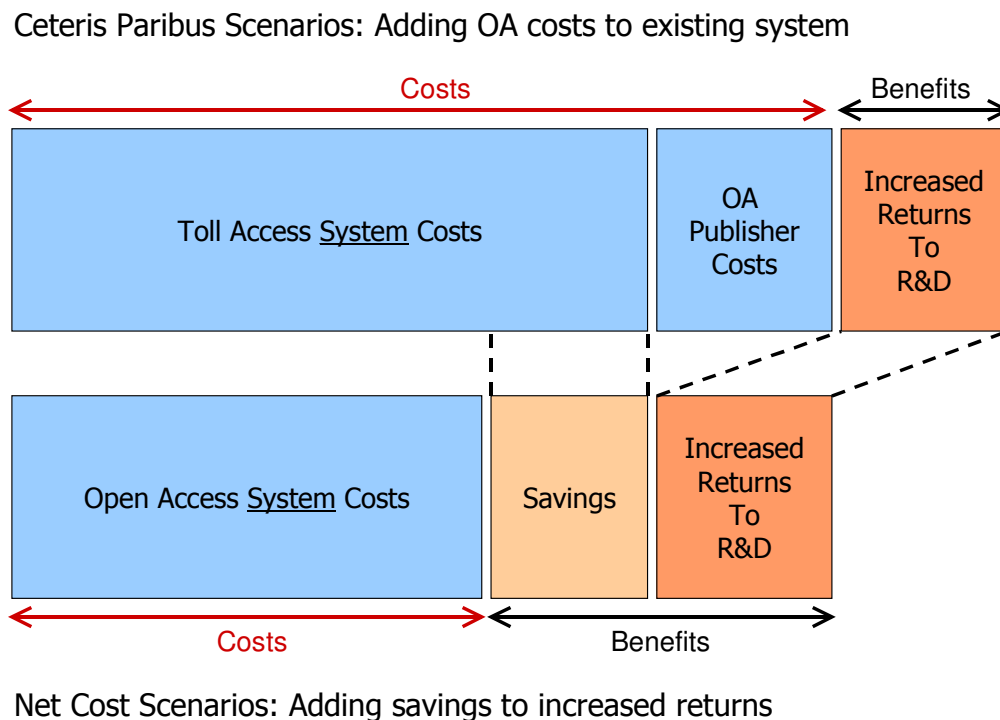 Ceteris Paribus Scenarios: Adding OA costs to existing system
Costs
Benefits
Toll Access System Costs
OA
Publisher
Costs
Increased
Returns
To
R&D
Open Access System Costs
Savings
Increased
Returns
To
R&D
Costs
Benefits
Net Cost Scenarios: Adding savings to increased returns